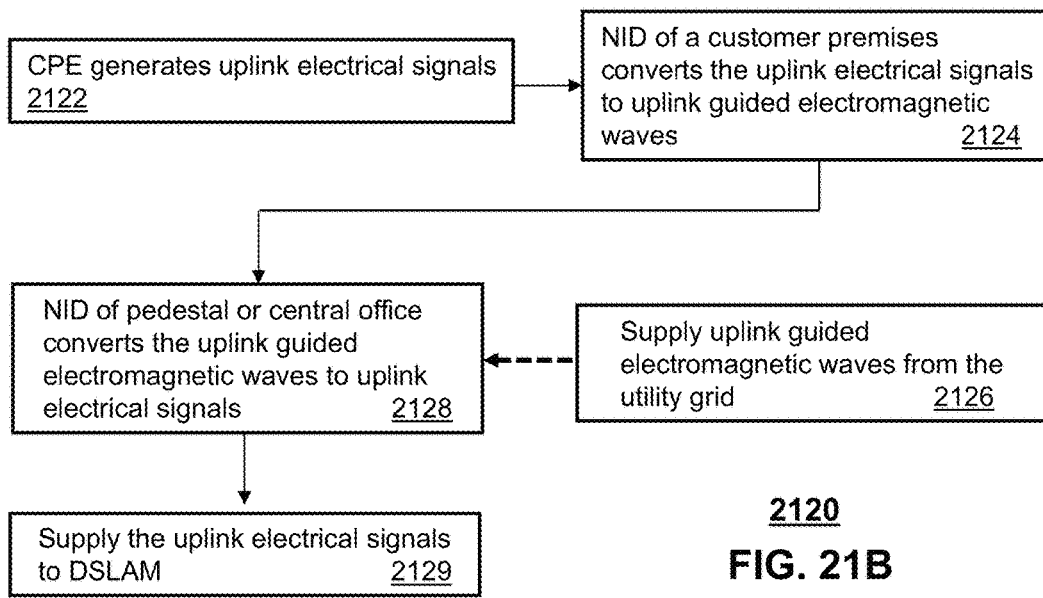 CPE generates uplink electrical signals
2122
NID of a customer premises
converts the uplink electrical signals
to uplink guided electromagnetic
waves 2124
NID of pedestal or central office
converts the uplink guided
electromagnetic waves to uplink
electrical signals 2128
Supply uplink guided
electromagnetic waves from the
utility grid 2126
Supply the uplink electrical signals
to DSLAM 2129
2120
FIG. 21B